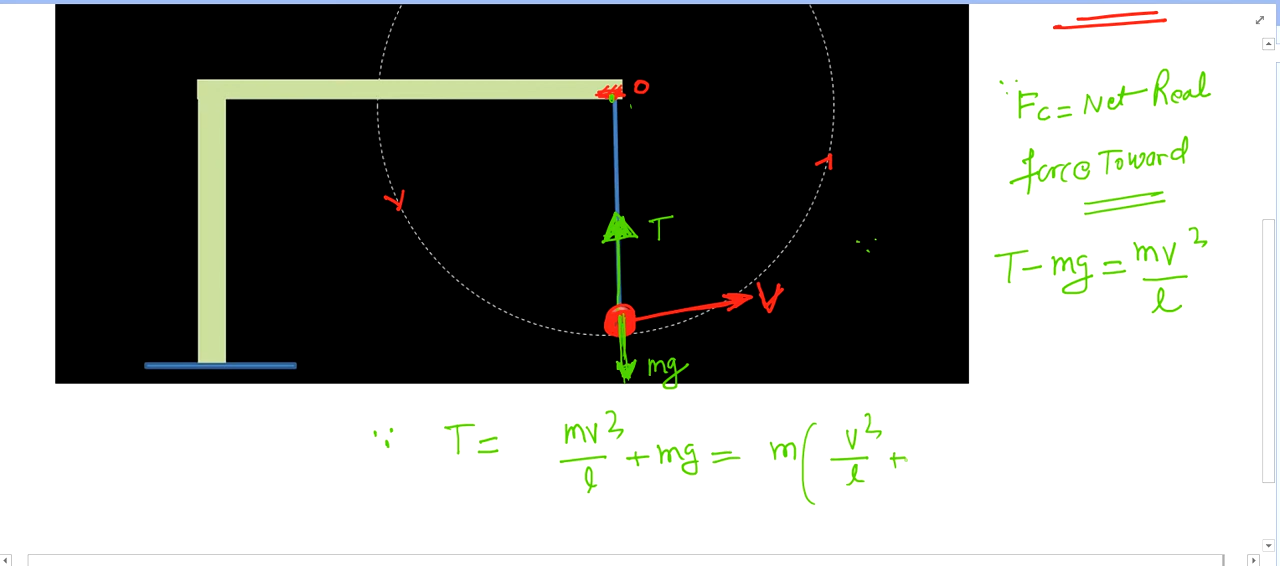 O
∵ Fc = Net Real
force Toward
T
T - mg = mv²/l
V
mg
∵ T = mv²/l + mg = m( v²/l +